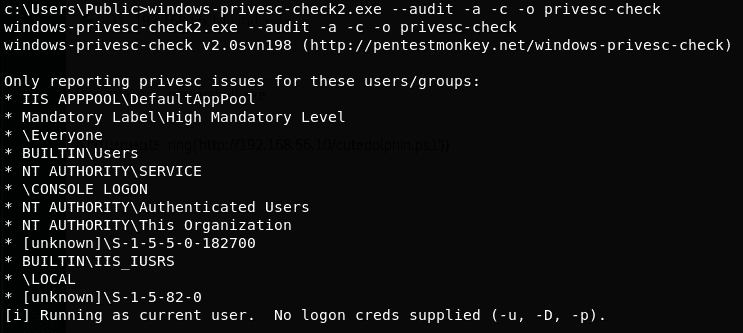 c:\Users\Public>windows-privesc-check2.exe --audit -a -c -o privesc-check
windows-privesc-check2.exe --audit -a -c -o privesc-check
windows-privesc-check v2.0svn198 (http://pentestmonkey.net/windows-privesc-check)
Only reporting privesc issues for these users/groups:
* IIS APPPOOL\DefaultAppPool
* Mandatory Label\High Mandatory Level
* \Everyone
* BUILTIN\Users
* NT AUTHORITY\SERVICE
* \CONSOLE LOGON
* NT AUTHORITY\Authenticated Users
* NT AUTHORITY\This Organization
* [unknown]\S-1-5-5-0-182700
* BUILTIN\IIS_IUSRS
* \LOCAL
* [unknown]\S-1-5-82-0
[i] Running as current user.  No logon creds supplied (-u, -D, -p).